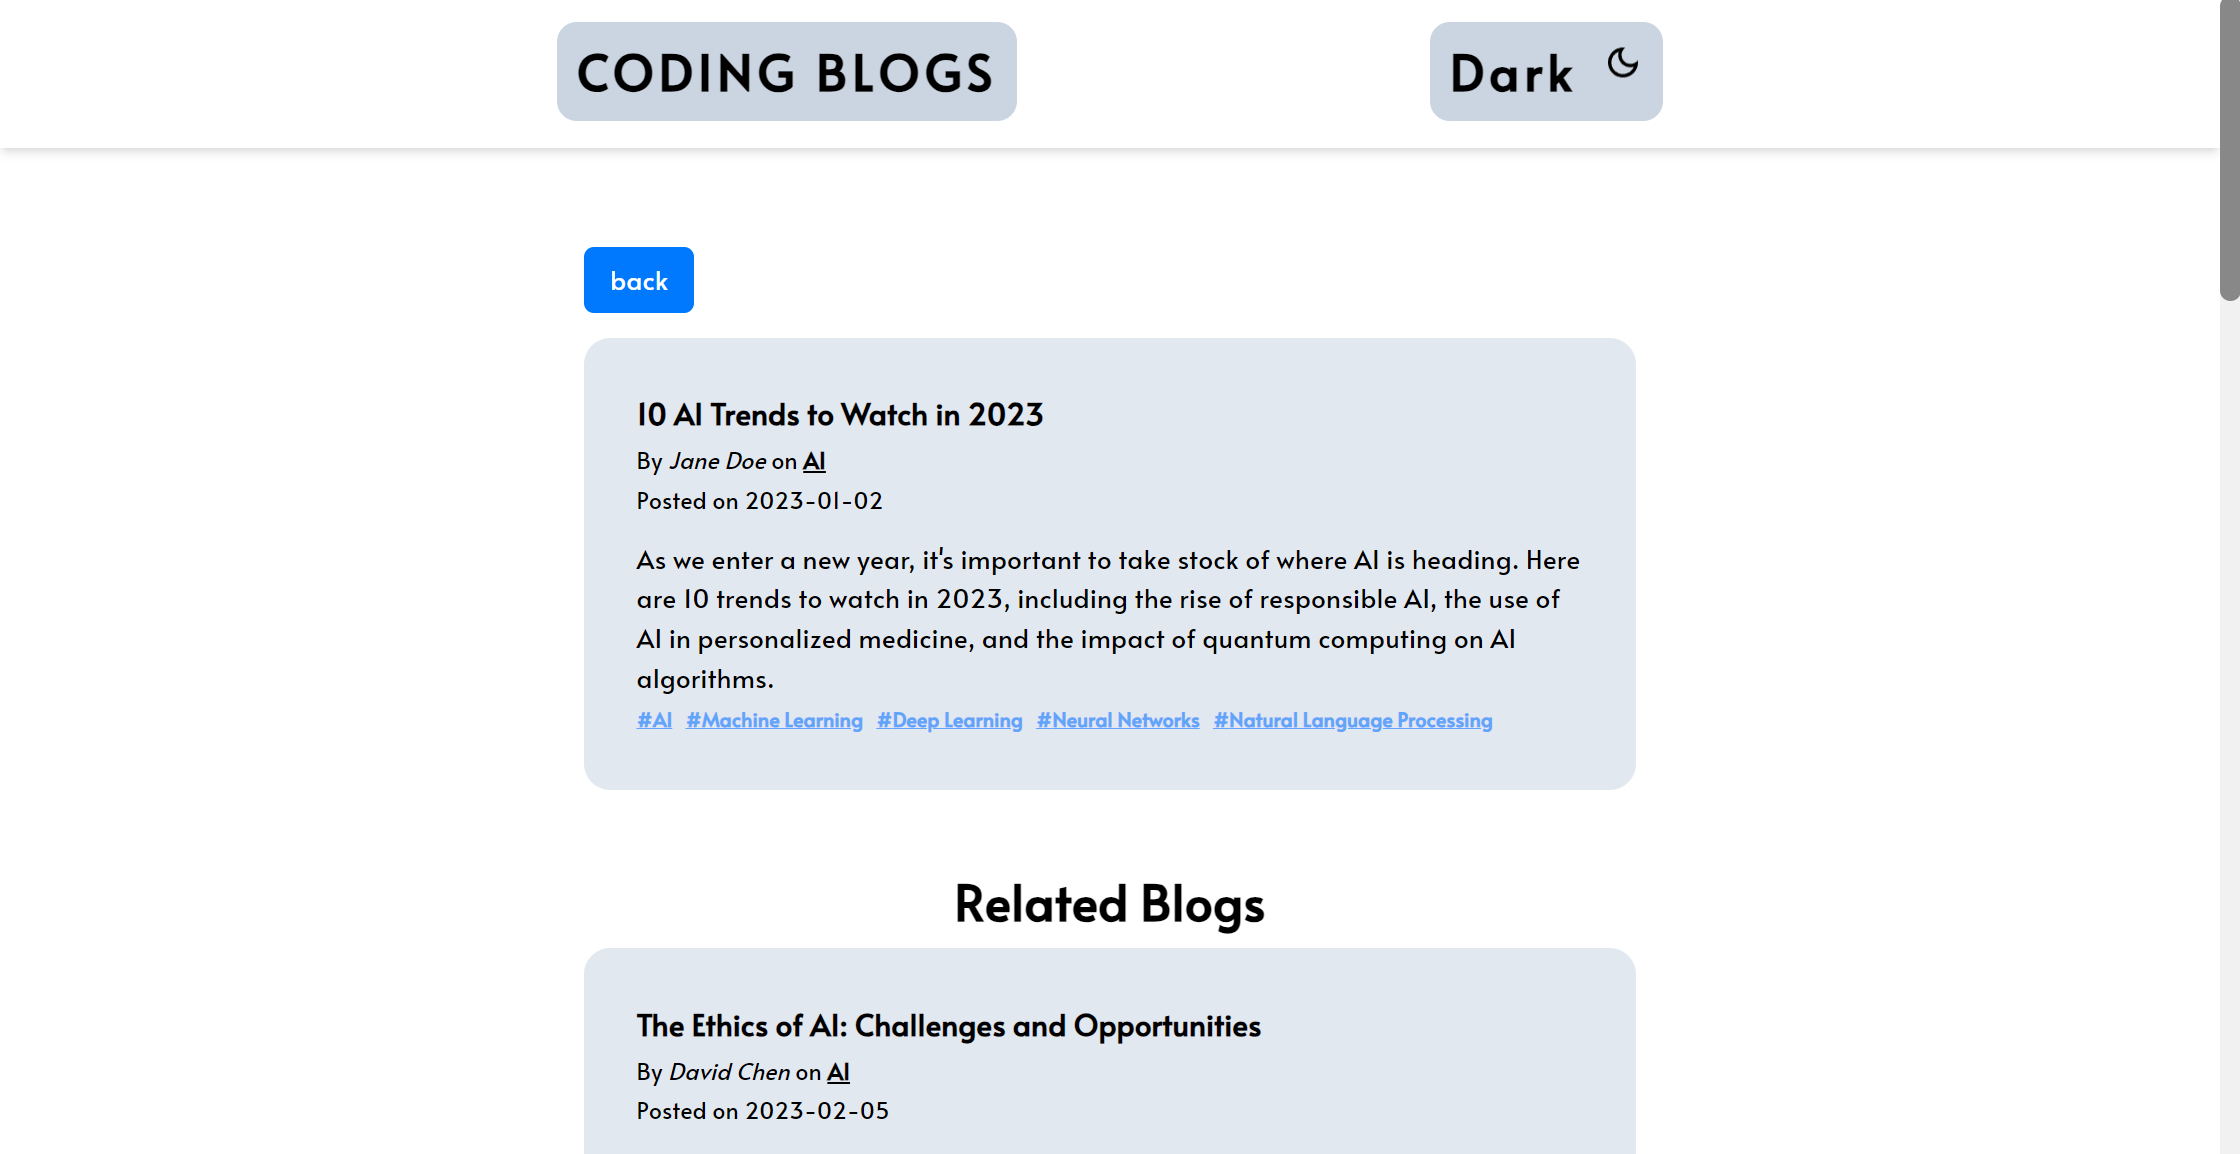 CODING BLOGS
Dark
back
10 AI Trends to Watch in 2023
By Jane Doe on AI
Posted on 2023-01-02
As we enter a new year, it's important to take stock of where AI is heading. Here
are 10 trends to watch in 2023, including the rise of responsible AI, the use of
AI in personalized medicine, and the impact of quantum computing on AI
algorithms.
#AI #Machine Learning #Deep Learning #Neural Networks #Natural Language Processing
Related Blogs
The Ethics of AI: Challenges and Opportunities
By David Chen on AI
Posted on 2023-02-05